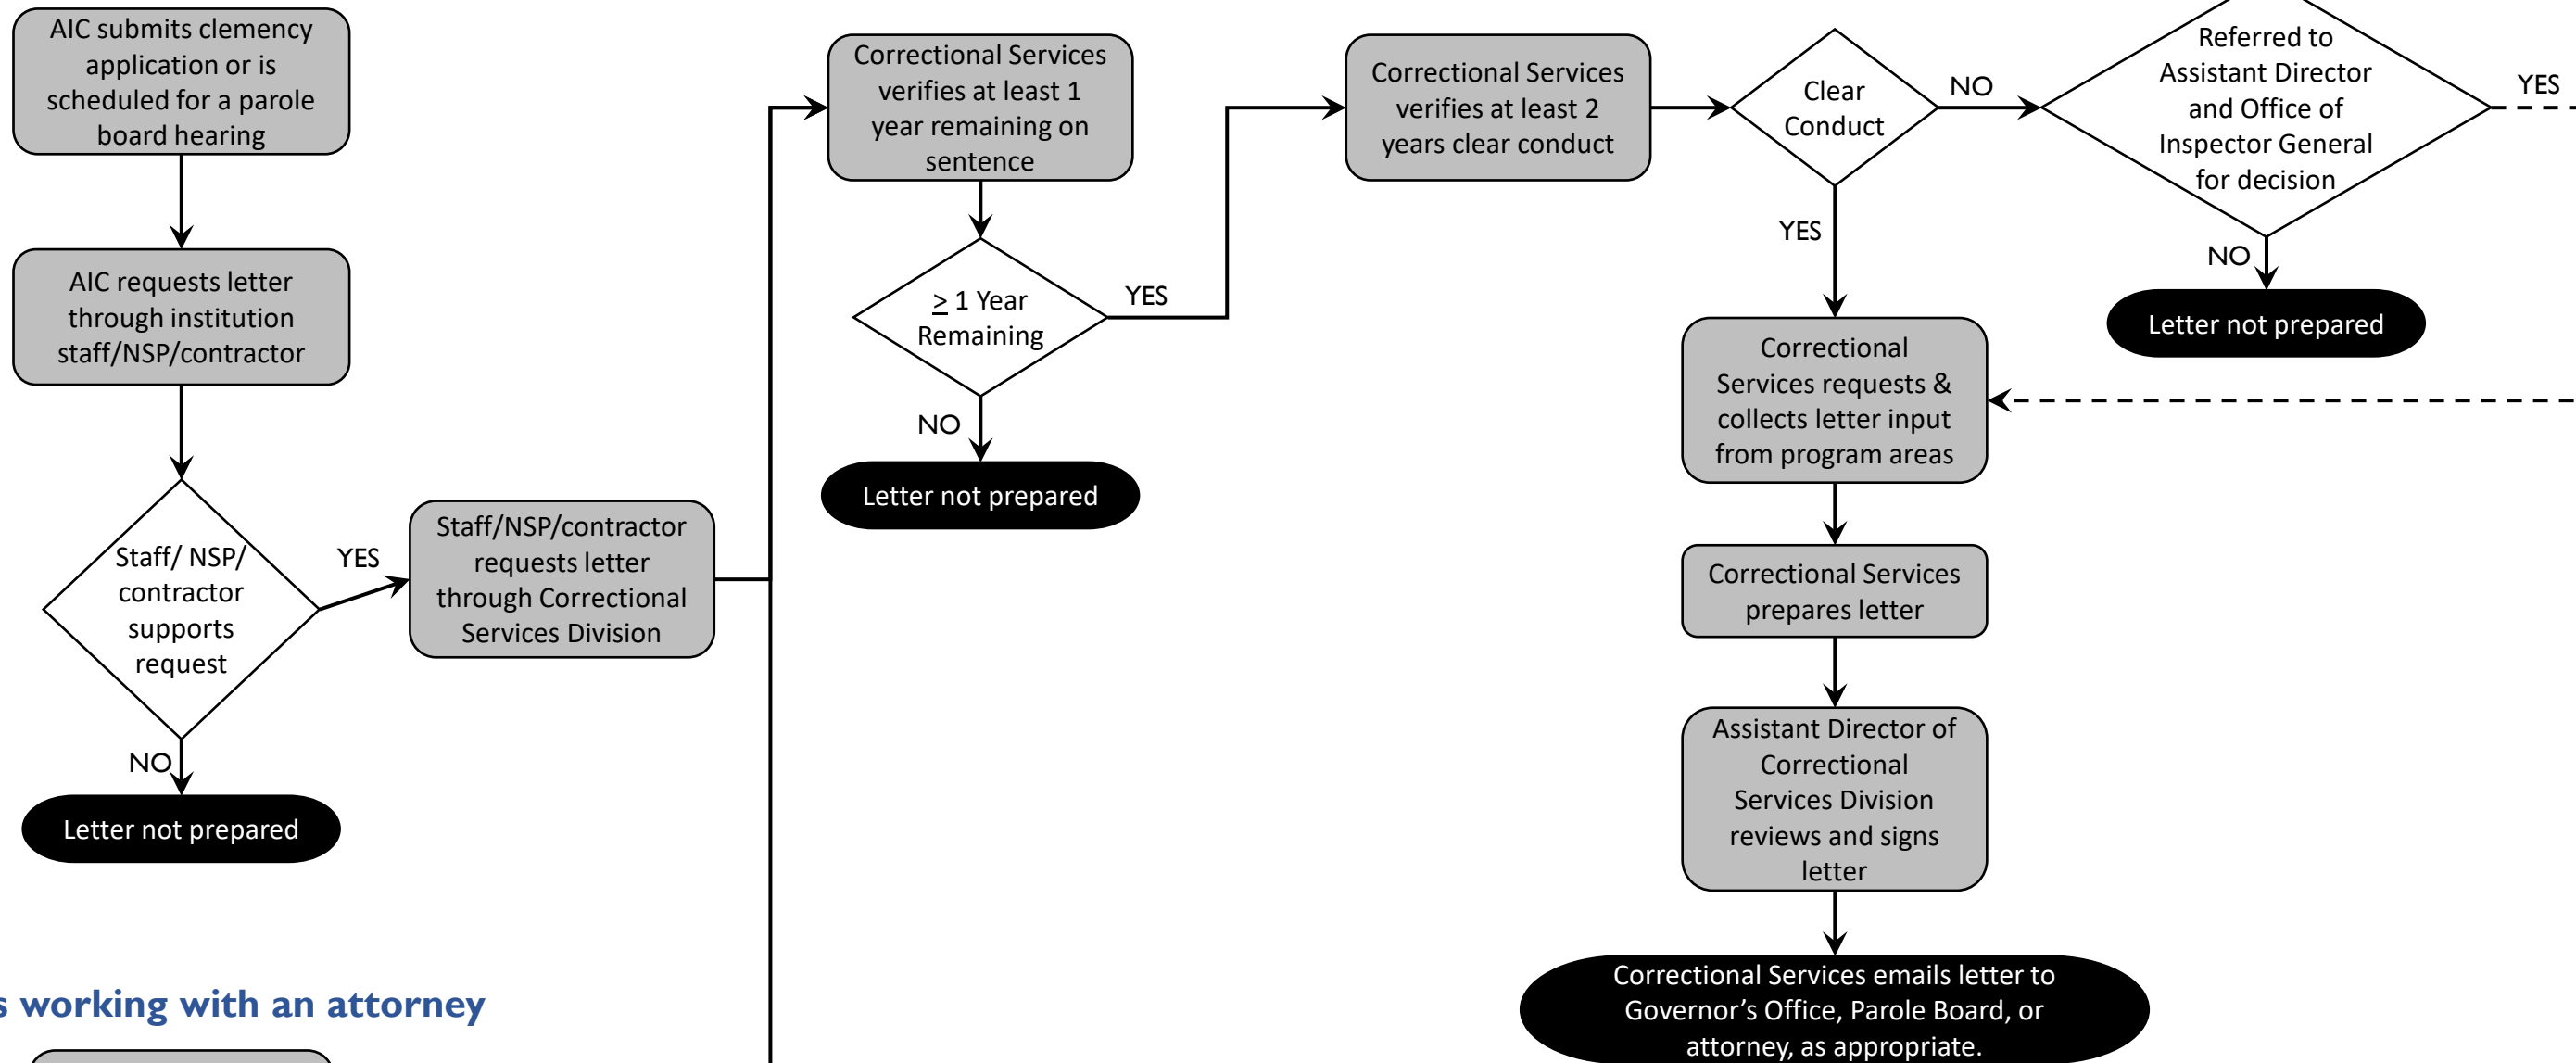 AIC submits clemency
application or is
scheduled for a parole
board hearing
AIC requests letter
through institution
staff/NSP/contractor
Staff/ NSP/
contractor
supports
request
YES
NO
Letter not prepared
Staff/NSP/contractor
requests letter
through Correctional
Services Division
Correctional Services
verifies at least 1
year remaining on
sentence
≥ 1 Year
Remaining
YES
NO
Letter not prepared
Correctional Services
verifies at least 2
years clear conduct
Clear
Conduct
NO
YES
Referred to
Assistant Director
and Office of
Inspector General
for decision
YES
NO
Letter not prepared
Correctional
Services requests &
collects letter input
from program areas
Correctional Services
prepares letter
Assistant Director of
Correctional
Services Division
reviews and signs
letter
Correctional Services emails letter to
Governor’s Office, Parole Board, or
attorney, as appropriate.
s working with an attorney